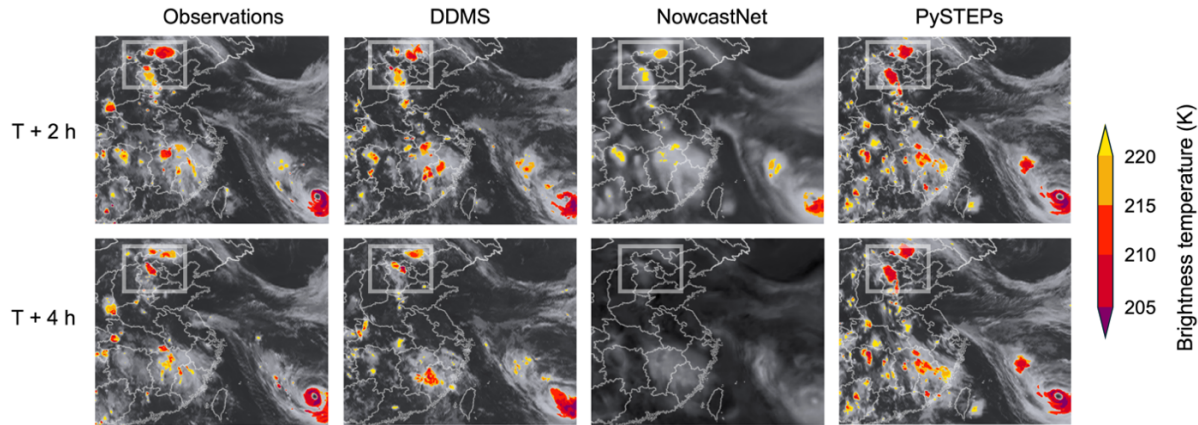 Observations DDMS NowcastNet PySTEPs
T + 2 h
T + 4 h
220
215
210
205
Brightness temperature (K)